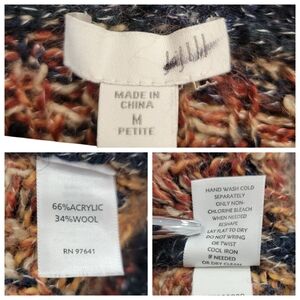 MADE IN
CHINA
M
PETITE
66%ACRYLIC
34%WOOL
RN 97641
HAND WASH COLD
SEPARATELY
ONLY NON-
CHLORINE BLEACH
WHEN NEEDED
RESHAPE
LAY FLAT TO DRY
DO NOT WRING
OR TWIST
COOL IRON
IF NEEDED
OR DRY CLEAN